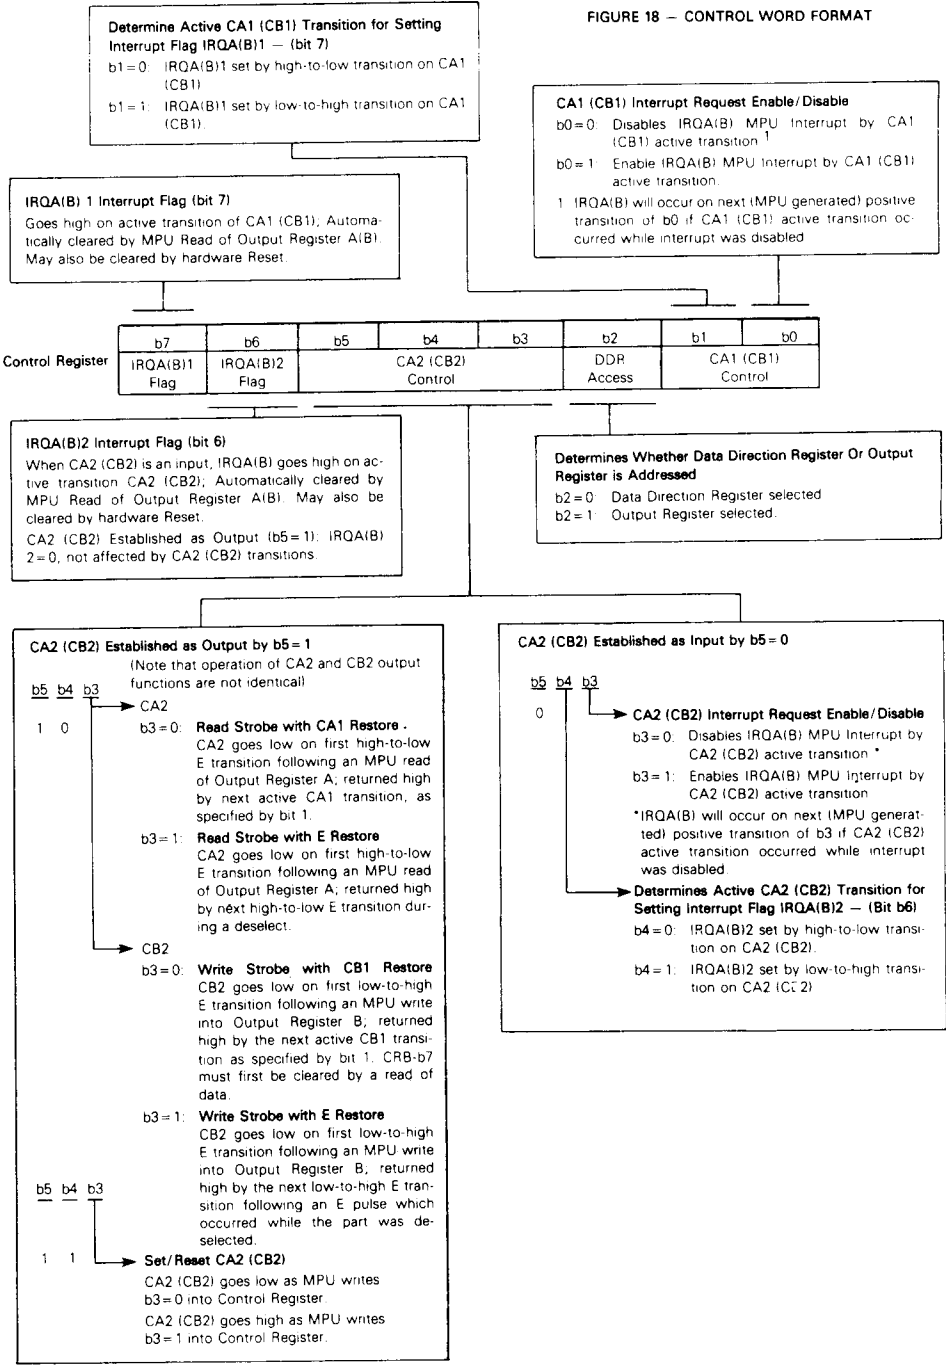 FIGURE 18 — CONTROL WORD FORMAT
Determine Active CA1 (CB1) Transition for Setting
Interrupt Flag IRQA(B)1 — (bit 7)
b1=0: IRQA(B)1 set by high-to-low transition on CA1
(CB1)
b1=1: IRQA(B)1 set by low-to-high transition on CA1
(CB1).
CA1 (CB1) Interrupt Request Enable/Disable
b0=0: Disables IRQA(B) MPU Interrupt by CA1
(CB1) active transition 1
b0=1: Enable IRQA(B) MPU Interrupt by CA1 (CB1)
active transition.
1 IRQA(B) will occur on next (MPU generated) positive
transition of b0 if CA1 (CB1) active transition oc-
curred while interrupt was disabled
IRQA(B) 1 Interrupt Flag (bit 7)
Goes high on active transition of CA1 (CB1); Automa-
tically cleared by MPU Read of Output Register A(B).
May also be cleared by hardware Reset.
b7 b6 b5 b4 b3 b2 b1 b0
Control Register
IRQA(B)1 IRQA(B)2 CA2 (CB2) DDR CA1 (CB1)
Flag Flag Control Access Control
IRQA(B)2 Interrupt Flag (bit 6)
When CA2 (CB2) is an input, IRQA(B) goes high on ac-
tive transition CA2 (CB2); Automatically cleared by
MPU Read of Output Register A(B). May also be
cleared by hardware Reset.
CA2 (CB2) Established as Output (b5=1): IRQA(B)
2=0, not affected by CA2 (CB2) transitions.
Determines Whether Data Direction Register Or Output
Register is Addressed
b2=0: Data Direction Register selected
b2=1: Output Register selected.
CA2 (CB2) Established as Output by b5=1
(Note that operation of CA2 and CB2 output
functions are not identical)
b5 b4 b3
CA2
1 0
b3=0: Read Strobe with CA1 Restore.
CA2 goes low on first high-to-low
E transition following an MPU read
of Output Register A; returned high
by next active CA1 transition, as
specified by bit 1.
b3=1: Read Strobe with E Restore
CA2 goes low on first high-to-low
E transition following an MPU read
of Output Register A; returned high
by next high-to-low E transition dur-
ing a deselect.
CB2
b3=0: Write Strobe with CB1 Restore
CB2 goes low on first low-to-high
E transition following an MPU write
into Output Register B; returned
high by the next active CB1 transi-
tion as specified by bit 1. CRB-b7
must first be cleared by a read of
data.
b3=1: Write Strobe with E Restore
CB2 goes low on first low-to-high
E transition following an MPU write
into Output Register B; returned
high by the next low-to-high E tran-
sition following an E pulse which
occurred while the part was de-
selected.
b5 b4 b3
1 1
Set/Reset CA2 (CB2)
CA2 (CB2) goes low as MPU writes
b3=0 into Control Register.
CA2 (CB2) goes high as MPU writes
b3=1 into Control Register.
CA2 (CB2) Established as Input by b5=0
b5 b4 b3
0
CA2 (CB2) Interrupt Request Enable/Disable
b3=0: Disables IRQA(B) MPU Interrupt by
CA2 (CB2) active transition *
b3=1: Enables IRQA(B) MPU Interrupt by
CA2 (CB2) active transition
*IRQA(B) will occur on next (MPU generat-
ed) positive transition of b3 if CA2 (CB2)
active transition occurred while interrupt
was disabled
Determines Active CA2 (CB2) Transition for
Setting Interrupt Flag IRQA(B)2 — (Bit b6)
b4=0: IRQA(B)2 set by high-to-low transi-
tion on CA2 (CB2).
b4=1: IRQA(B)2 set by low-to-high transi-
tion on CA2 (CB2)